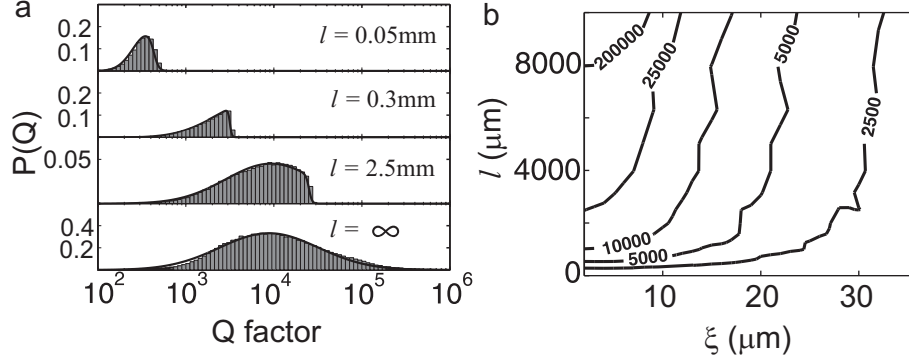 a
P(Q)
0.2
0.1
l = 0.05mm
0.2
0.1
l = 0.3mm
0.05
l = 2.5mm
0.4
0.2
l = ∞
10^2 10^3 10^4 10^5 10^6
Q factor
b
l (μm)
8000
4000
0
200000
25000
5000
2500
10000
5000
10 20 30
ξ (μm)